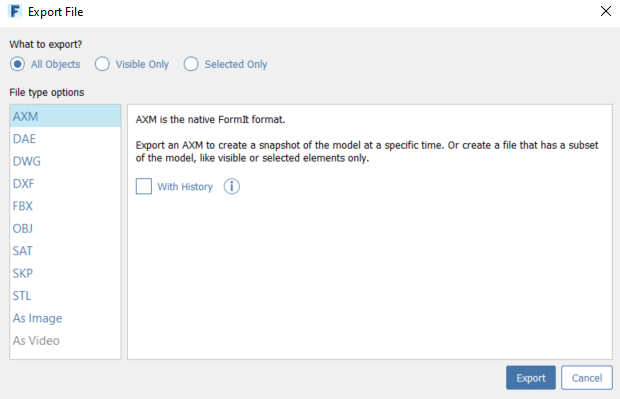 Export File
What to export?
All Objects Visible Only Selected Only
File type options
AXM
DAE
DWG
DXF
FBX
OBJ
SAT
SKP
STL
As Image
As Video
AXM is the native FormIt format.
Export an AXM to create a snapshot of the model at a specific time. Or create a file that has a subset
of the model, like visible or selected elements only.
With History
Export Cancel